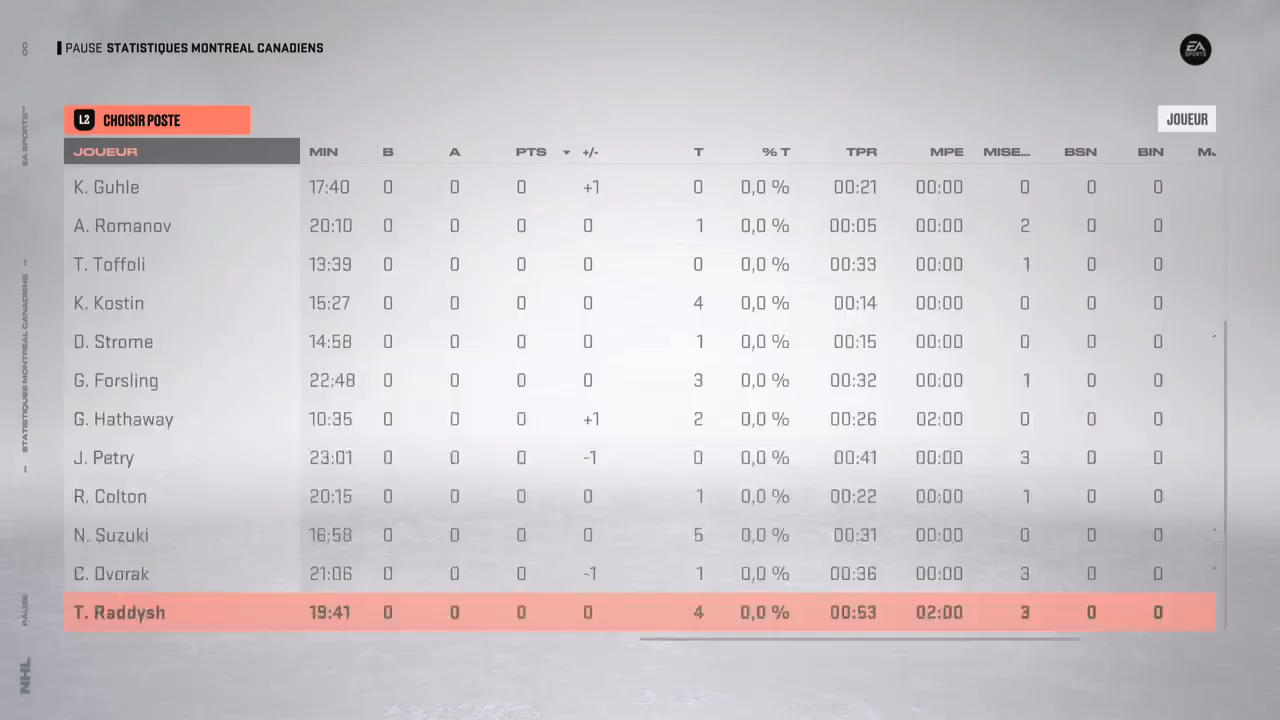 PAUSE STATISTIQUES MONTREAL CANADIENS
EA SPORTS
L2 CHOISIR POSTE
JOUEUR
JOUEUR MIN B A PTS +/- T % T TPR MPE MISE... BSN BIN
K. Guhle 17:40 0 0 0 +1 0 0,0 % 00:21 00:00 0 0 0
A. Romanov 20:10 0 0 0 0 1 0,0 % 00:05 00:00 2 0 0
T. Toffoli 13:39 0 0 0 0 0 0,0 % 00:33 00:00 1 0 0
K. Kostin 15:27 0 0 0 0 4 0,0 % 00:14 00:00 0 0 0
D. Strome 14:58 0 0 0 0 1 0,0 % 00:15 00:00 0 0 0
G. Forsling 22:48 0 0 0 0 3 0,0 % 00:32 00:00 1 0 0
G. Hathaway 10:35 0 0 0 +1 2 0,0 % 00:26 02:00 0 0 0
J. Petry 23:01 0 0 0 -1 0 0,0 % 00:41 00:00 3 0 0
R. Colton 20:15 0 0 0 0 1 0,0 % 00:22 00:00 1 0 0
N. Suzuki 16:58 0 0 0 0 5 0,0 % 00:31 00:00 0 0 0
C. Dvorak 21:06 0 0 0 -1 1 0,0 % 00:36 00:00 3 0 0
T. Raddysh 19:41 0 0 0 0 4 0,0 % 00:53 02:00 3 0 0
EA SPORTS™
STATISTIQUES MONTREAL CANADIENS
PAUSE
NHL